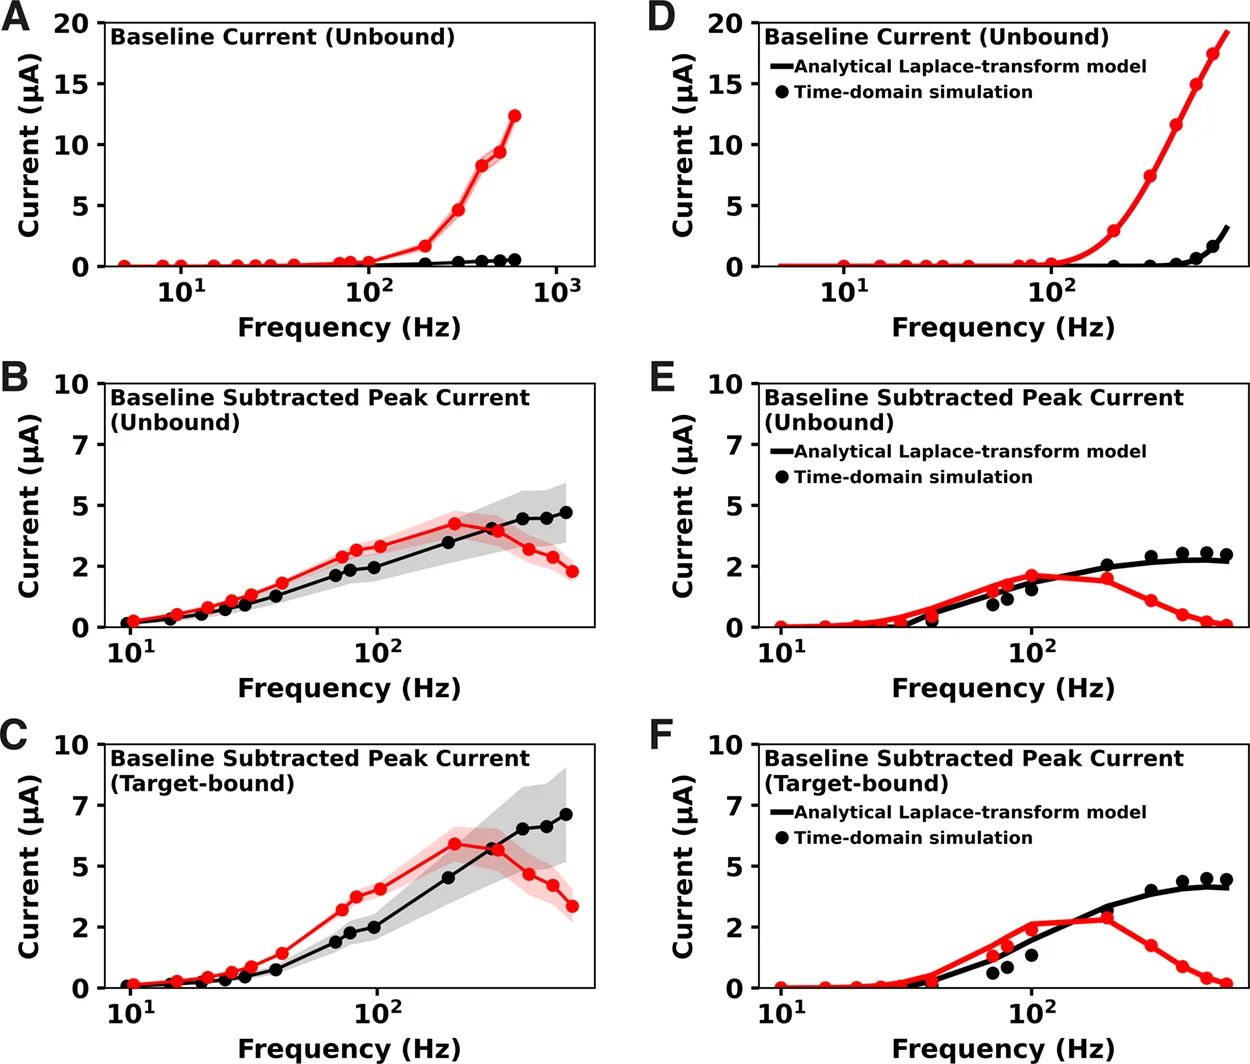 A
Baseline Current (Unbound)
20
15
10
5
0
Current (µA)
10¹
10²
10³
Frequency (Hz)
D
Baseline Current (Unbound)
Analytical Laplace-transform model
Time-domain simulation
20
15
10
5
0
Current (µA)
10¹
10²
Frequency (Hz)
B
Baseline Subtracted Peak Current
(Unbound)
10
7
5
2
0
Current (µA)
10¹
10²
Frequency (Hz)
E
Baseline Subtracted Peak Current
(Unbound)
Analytical Laplace-transform model
Time-domain simulation
10
7
5
2
0
Current (µA)
10¹
10²
Frequency (Hz)
C
Baseline Subtracted Peak Current
(Target-bound)
10
7
5
2
0
Current (µA)
10¹
10²
Frequency (Hz)
F
Baseline Subtracted Peak Current
(Target-bound)
Analytical Laplace-transform model
Time-domain simulation
10
7
5
2
0
Current (µA)
10¹
10²
Frequency (Hz)